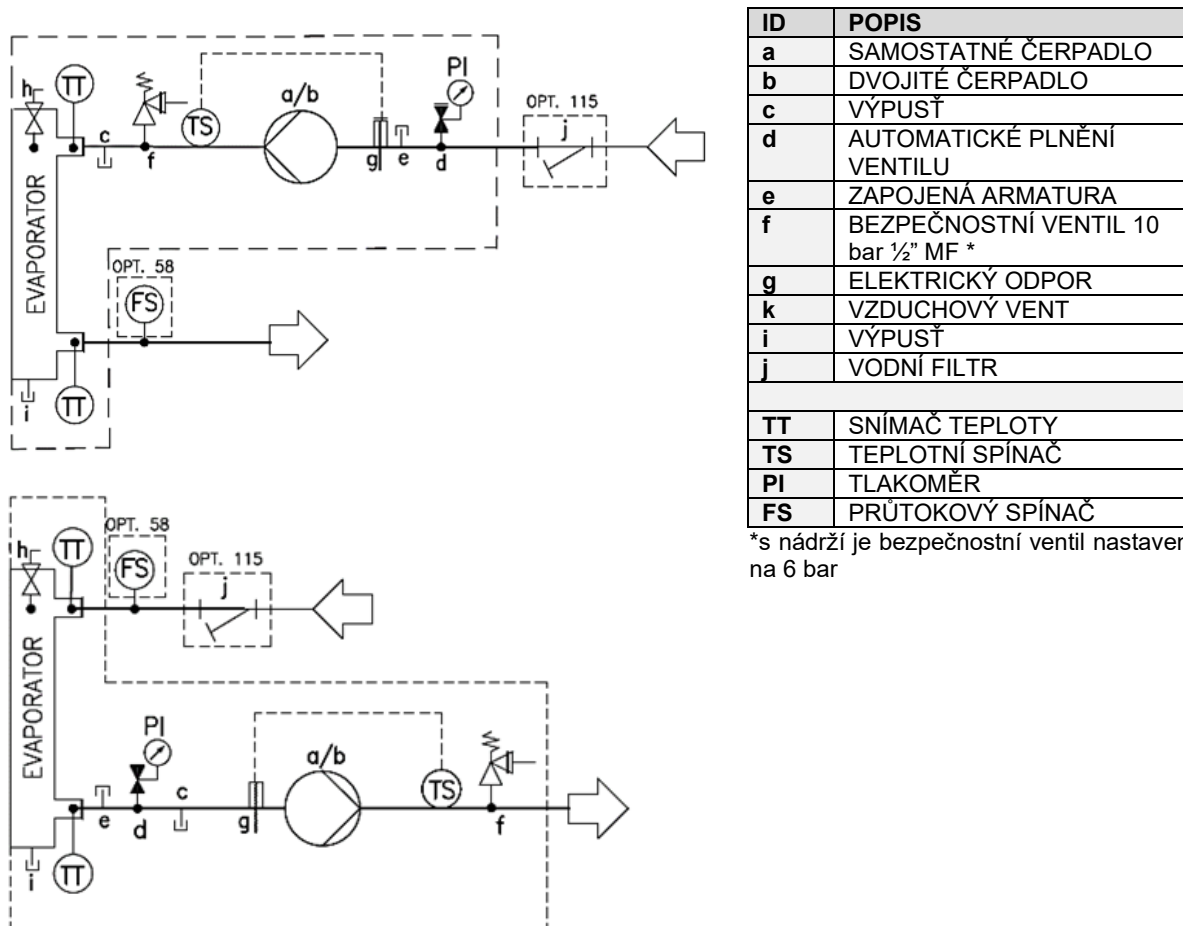 h
TT
c
f
TS
a/b
g
e
PI
d
OPT. 115
j
EVAPORATOR
OPT. 58
FS
i
TT
h
TT
OPT. 58
FS
OPT. 115
j
EVAPORATOR
PI
e
d
c
g
a/b
TS
f
i
TT
ID POPIS
a SAMOSTATNÉ ČERPADLO
b DVOJITÉ ČERPADLO
c VÝPUSŤ
d AUTOMATICKÉ PLNĚNÍ
VENTILU
e ZAPOJENÁ ARMATURA
f BEZPEČNOSTNÍ VENTIL 10
bar ½” MF *
g ELEKTRICKÝ ODPOR
k VZDUCHOVÝ VENT
i VÝPUSŤ
j VODNÍ FILTR
TT SNÍMAČ TEPLOTY
TS TEPLOTNÍ SPÍNAČ
PI TLAKOMĚR
FS PRŮTOKOVÝ SPÍNAČ
*s nádrží je bezpečnostní ventil nastaven
na 6 bar